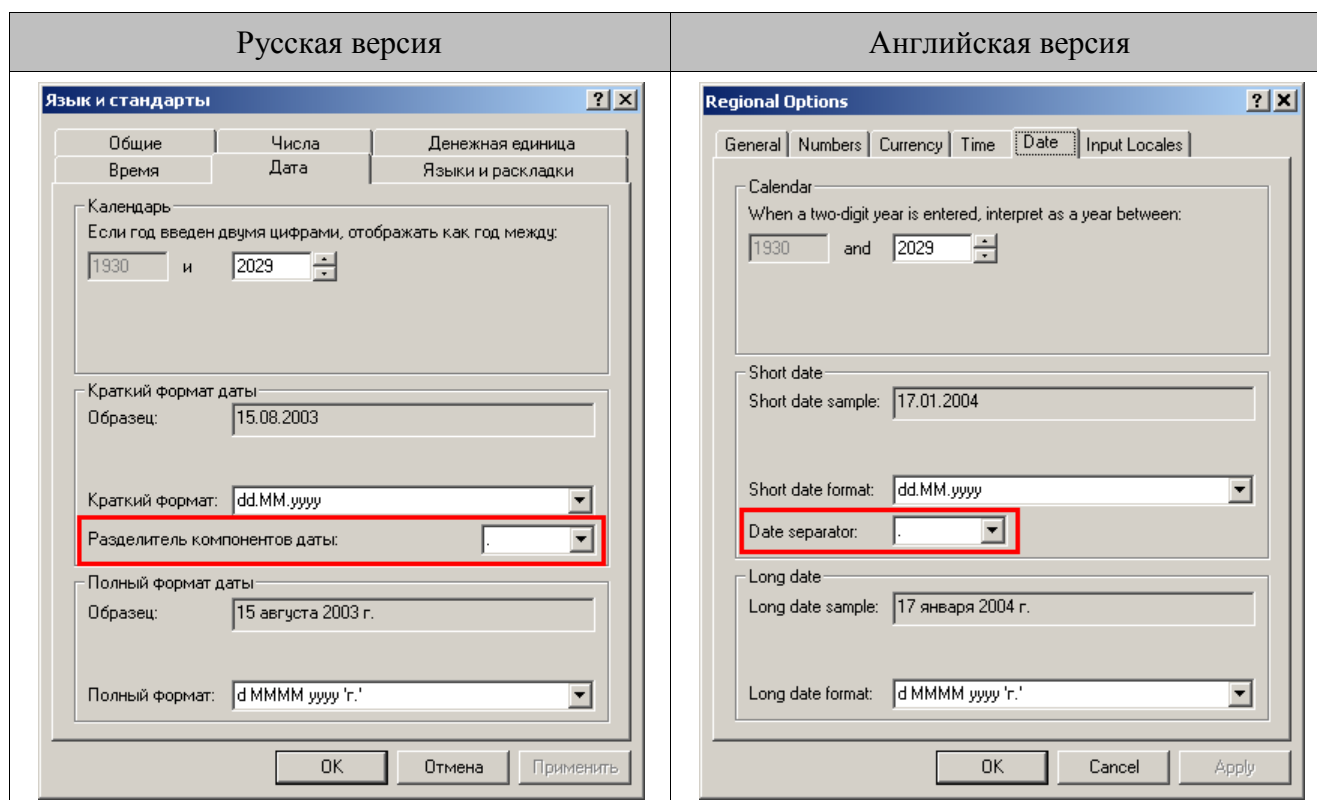 Русская версия
Английская версия
Язык и стандарты
Общие
Числа
Денежная единица
Время
Дата
Языки и раскладки
Календарь
Если год введен двумя цифрами, отображать как год между:
1930 и 2029
Краткий формат даты
Образец: 15.08.2003
Краткий формат: dd.MM.yyyy
Разделитель компонентов даты: .
Полный формат даты
Образец: 15 августа 2003 г.
Полный формат: d MMMM yyyy 'г.'
OK
Отмена
Применить
Regional Options
General
Numbers
Currency
Time
Date
Input Locales
Calendar
When a two-digit year is entered, interpret as a year between:
1930 and 2029
Short date
Short date sample: 17.01.2004
Short date format: dd.MM.yyyy
Date separator: .
Long date
Long date sample: 17 января 2004 г.
Long date format: d MMMM yyyy 'г.'
OK
Cancel
Apply